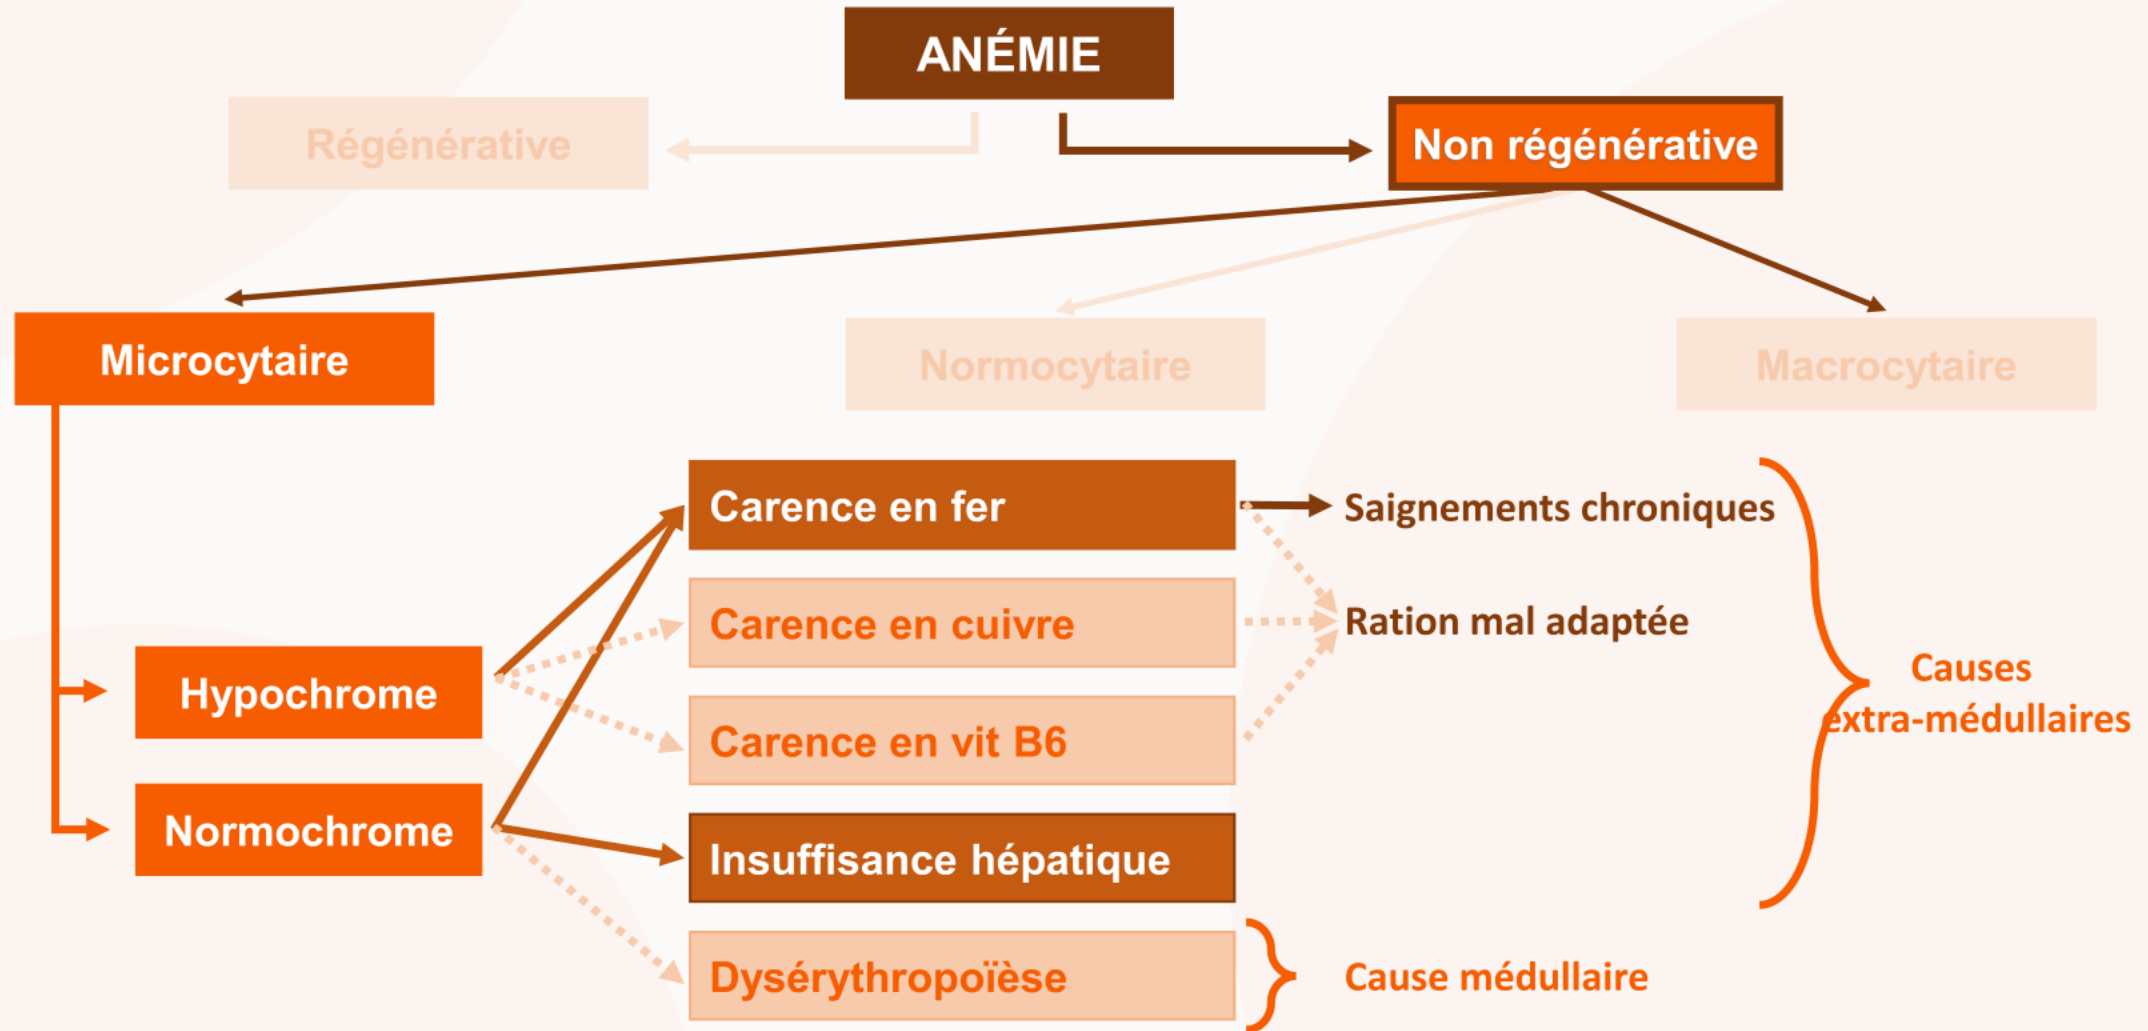 ANÉMIE
Régénérative
Non régénérative
Microcytaire
Normocytaire
Macrocytaire
Carence en fer
Saignements chroniques
Carence en cuivre
Ration mal adaptée
Hypochrome
Causes
extra-médullaires
Carence en vit B6
Normochrome
Insuffisance hépatique
Dysérythropoïèse
Cause médullaire